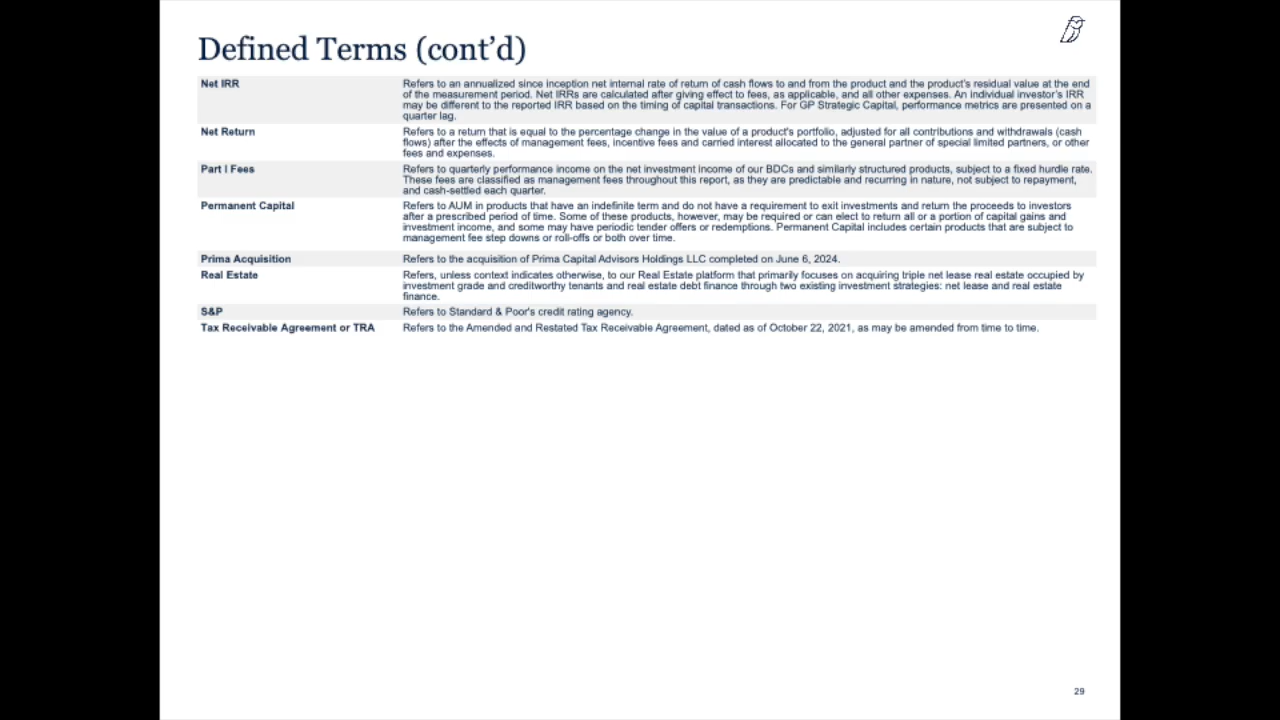 Defined Terms (cont’d)
Net IRR
Refers to an annualized since inception net internal rate of return of cash flows to and from the product and the product's residual value at the end
of the measurement period. Net IRRs are calculated after giving effect to fees, as applicable, and all other expenses. An individual investor’s IRR
may be different to the reported IRR based on the timing of capital transactions. For GP Strategic Capital, performance metrics are presented on a
quarter lag.
Net Return
Refers to a return that is equal to the percentage change in the value of a product's portfolio, adjusted for all contributions and withdrawals (cash
flows) after the effects of management fees, incentive fees and carried interest allocated to the general partner of special limited partners, or other
fees and expenses.
Part I Fees
Refers to quarterly performance income on the net investment income of our BDCs and similarly structured products, subject to a fixed hurdle rate.
These fees are classified as management fees throughout this report, as they are predictable and recurring in nature, not subject to repayment,
and cash-settled each quarter.
Permanent Capital
Refers to AUM in products that have an indefinite term and do not have a requirement to exit investments and return the proceeds to investors
after a prescribed period of time. Some of these products, however, may be required or can elect to return all or a portion of capital gains and
investment income, and some may have periodic tender offers or redemptions. Permanent Capital includes certain products that are subject to
management fee step downs or roll-offs or both over time.
Prima Acquisition
Refers to the acquisition of Prima Capital Advisors Holdings LLC completed on June 6, 2024.
Real Estate
Refers, unless context indicates otherwise, to our Real Estate platform that primarily focuses on acquiring triple net lease real estate occupied by
investment grade and creditworthy tenants and real estate debt finance through two existing investment strategies: net lease and real estate
finance.
S&P
Refers to Standard & Poor's credit rating agency.
Tax Receivable Agreement or TRA
Refers to the Amended and Restated Tax Receivable Agreement, dated as of October 22, 2021, as may be amended from time to time.
29